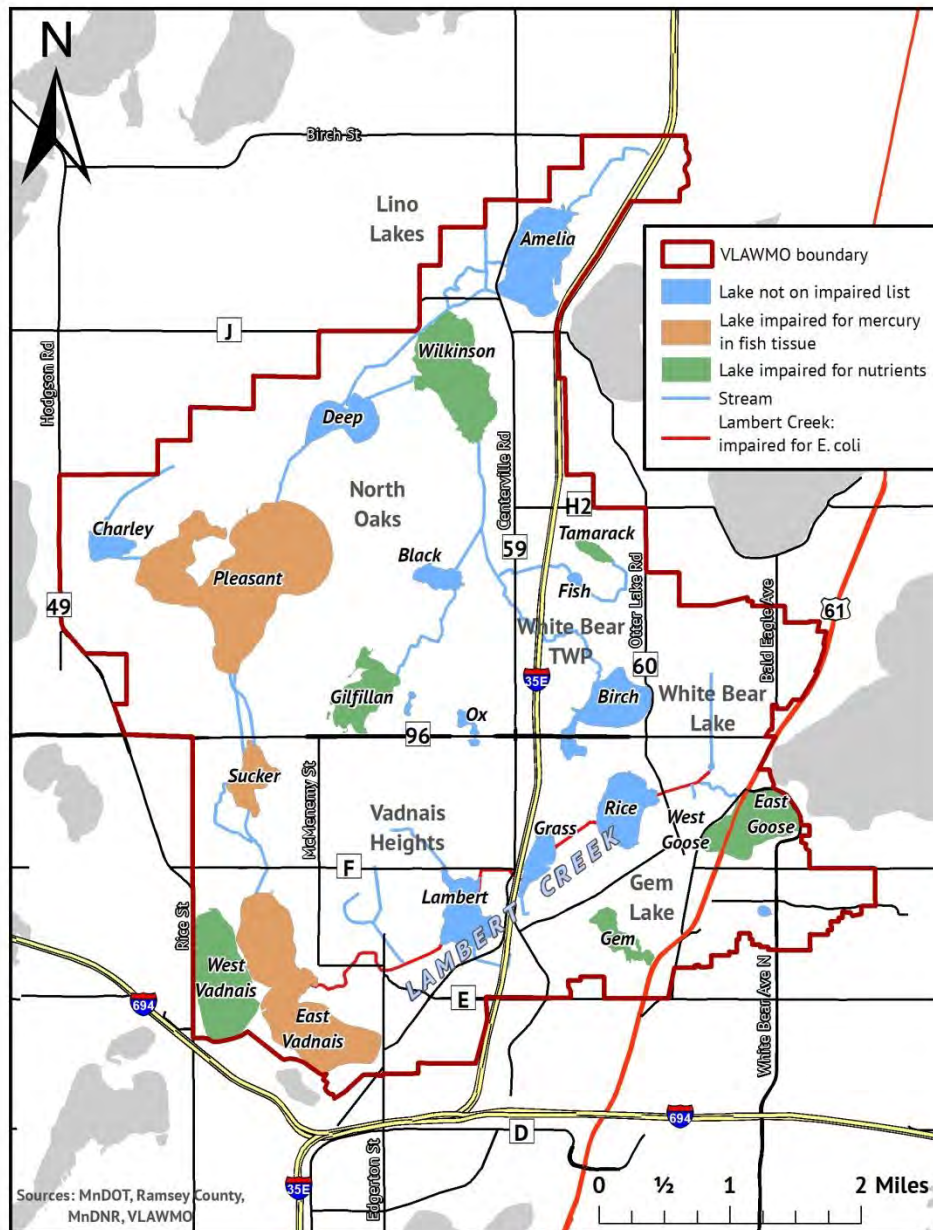 N
Birch St
Lino
Lakes
Amelia
VLAWMO boundary
Lake not on impaired list
Lake impaired for mercury
in fish tissue
Lake impaired for nutrients
Stream
Lambert Creek:
impaired for E. coli
J
Hodgson Rd
Wilkinson
Deep
Centerville Rd
North
Oaks
H2
Tamarack
Charley
Black
59
Pleasant
Fish
Otter Lake Rd
Bald Eagle Ave
49
61
White Bear
TWP
60
35E
Gilfillan
Birch
White Bear
Lake
Ox
96
Sucker
McMenemy St
Vadnais
Heights
Rice
West
Goose
East
Goose
Grass
F
Lambert
LAMBERT CREEK
Gem
Lake
Gem
Rice St
West
Vadnais
East
Vadnais
E
694
White Bear Ave N
694
D
Edgerton St
35E
Sources: MnDOT, Ramsey County,
MnDNR, VLAWMO
0 ½ 1 2 Miles